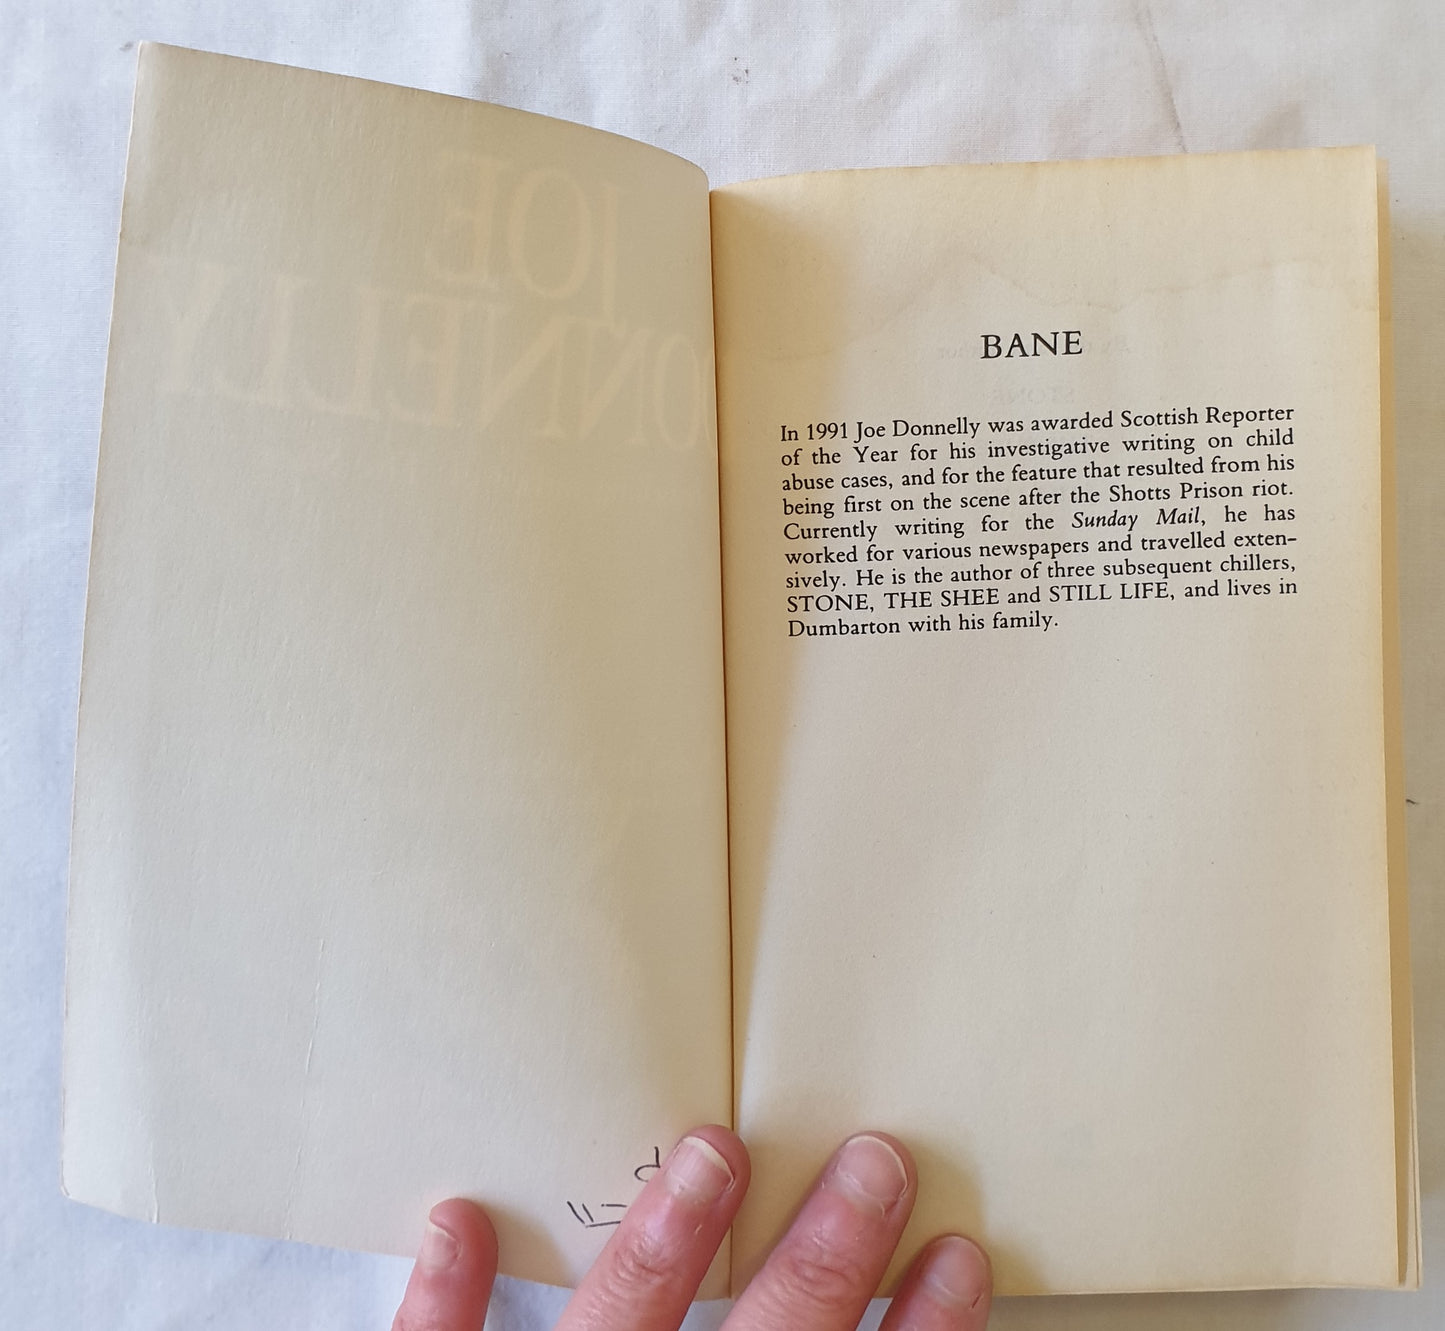 JOE
DONNELLY
BANE
In 1991 Joe Donnelly was awarded Scottish Reporter
of the Year for his investigative writing on child
abuse cases, and for the feature that resulted from his
being first on the scene after the Shotts Prison riot.
Currently writing for the Sunday Mail, he has
worked for various newspapers and travelled exten-
sively. He is the author of three subsequent chillers,
STONE, THE SHEE and STILL LIFE, and lives in
Dumbarton with his family.